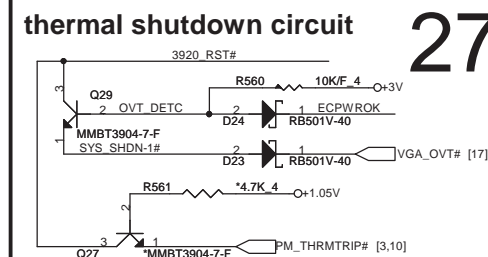 thermal shutdown circuit
27
3920_RST#
R560 10K/F_4
+3V
Q29
3
2 OVT_DETC
2 1 ECPWROK
D24 RB501V-40
MMBT3904-7-F
1 SYS_SHDN-1#
2 1
D23 RB501V-40
VGA_OVT# [17]
R561 *4.7K_4
+1.05V
2
3 1
PM_THRMTRIP# [3,10]
Q27 *MMBT3904-7-F